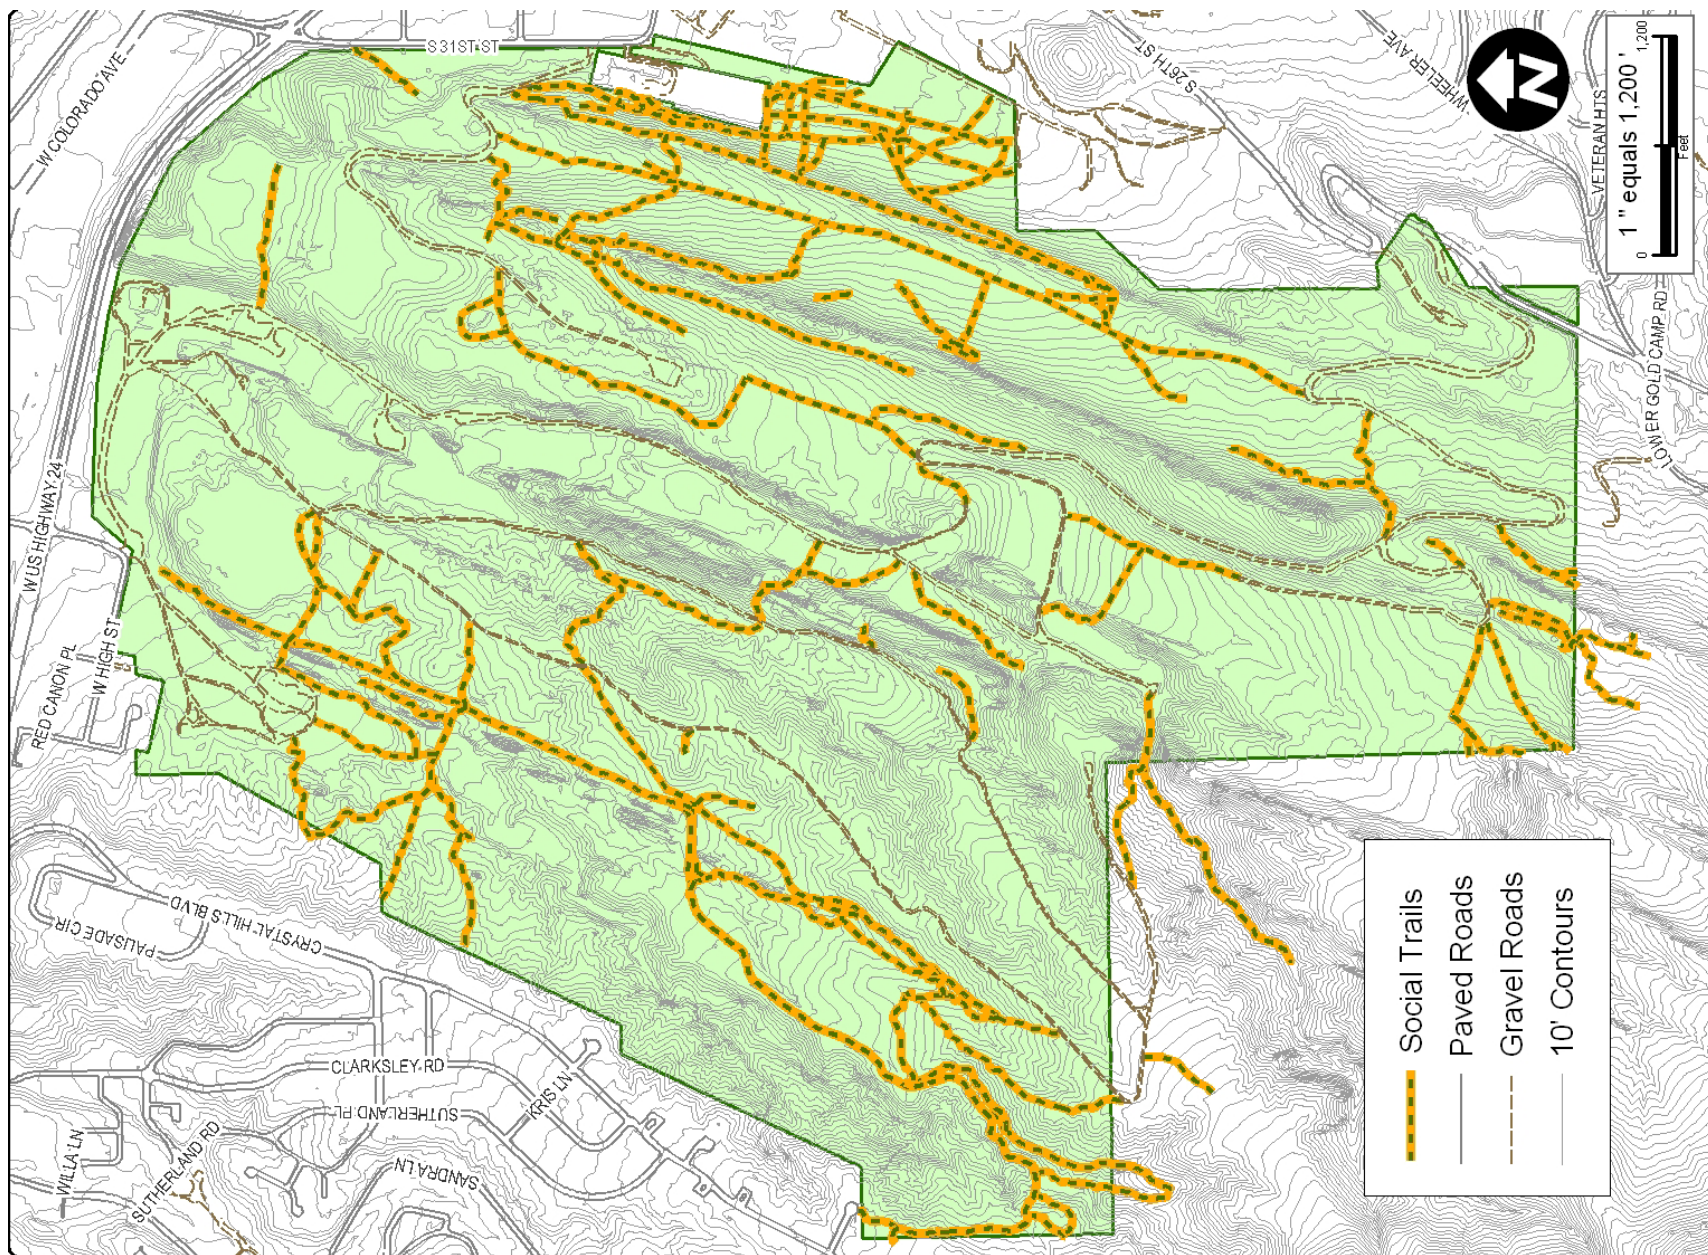 S 31ST ST
W COLORADO AVE
S 26TH ST
WHEELER AVE
N
VETERAN HTS
1 " equals 1,200 '
0
1,200
Feet
LOWER GOLD CAMP RD
W US HIGHWAY 24
W HIGH ST
RED CANON PL
PALISADE CIR
CRYSTAL HILLS BLVD
CLARKSLEY RD
SUTHERLAND PL
KRIS LN
WILLA LN
SUTHERLAND RD
SANDRA LN
Social Trails
Paved Roads
Gravel Roads
10' Contours